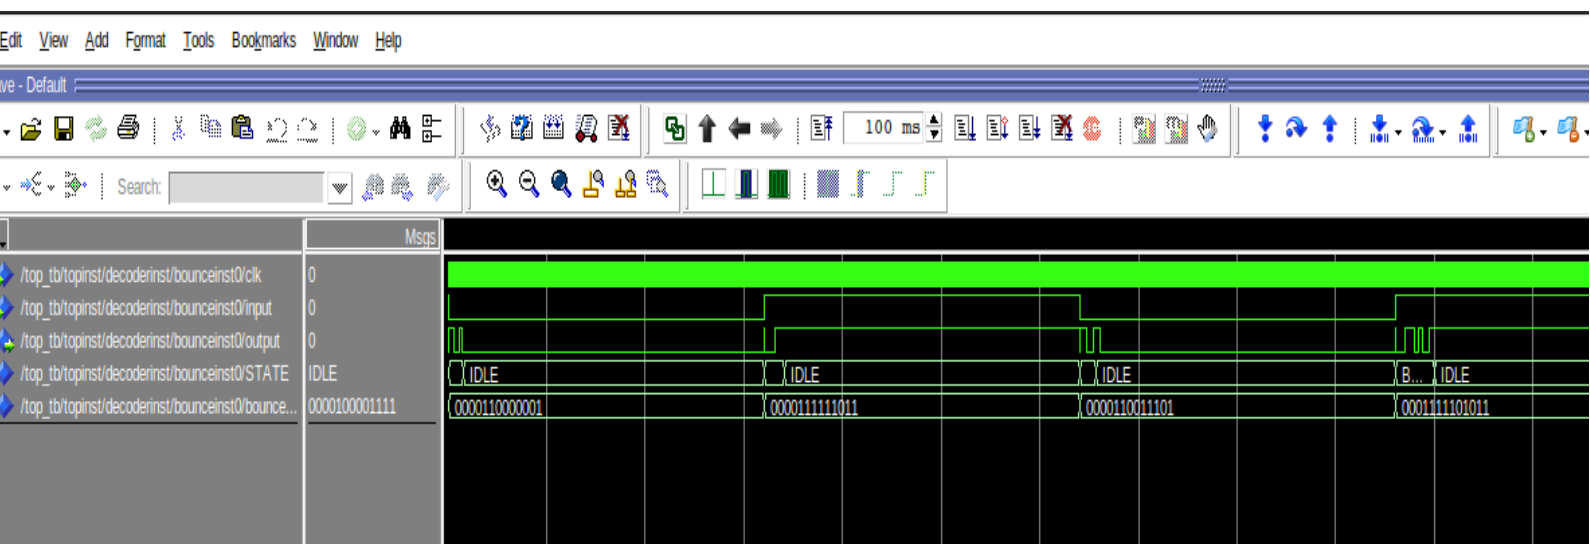 Edit View Add Format Tools Bookmarks Window Help
ave - Default
100 ms
Search:
Msgs
/top_tb/topinst/decoderinst/bounceinst0/clk 0
/top_tb/topinst/decoderinst/bounceinst0/input 0
/top_tb/topinst/decoderinst/bounceinst0/output 0
/top_tb/topinst/decoderinst/bounceinst0/STATE IDLE IDLE IDLE IDLE B... IDLE
/top_tb/topinst/decoderinst/bounceinst0/bounce... 0000100001111 0000110000001 0000111111011 0000110011101 0001111101011